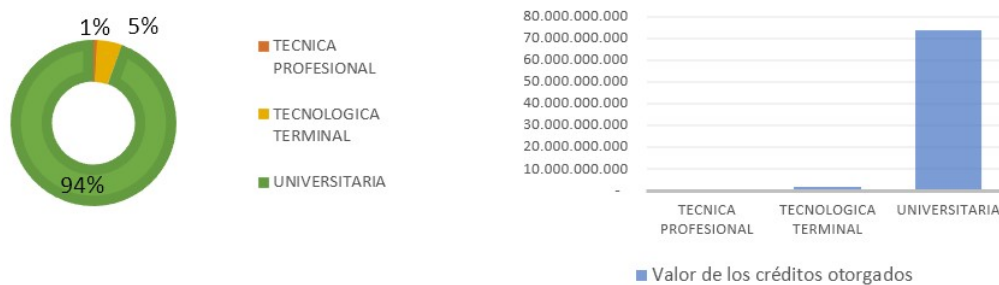 1% 5%
94%
TECNICA
PROFESIONAL
TECNOLOGICA
TERMINAL
UNIVERSITARIA
80.000.000.000
70.000.000.000
60.000.000.000
50.000.000.000
40.000.000.000
30.000.000.000
20.000.000.000
10.000.000.000
-
TECNICA
PROFESIONAL
TECNOLOGICA
TERMINAL
UNIVERSITARIA
Valor de los créditos otorgados